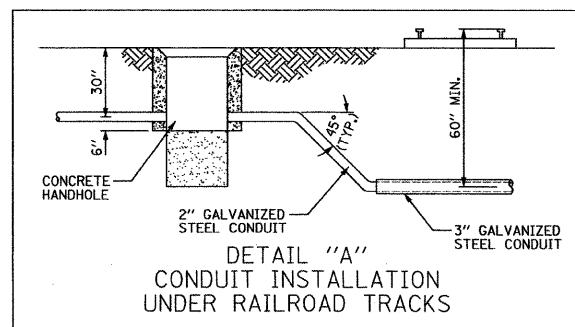 30"
6"
45°
(TYP.)
60" MIN.
CONCRETE
HANDHOLE
2" GALVANIZED
STEEL CONDUIT
3" GALVANIZED
STEEL CONDUIT
DETAIL "A"
CONDUIT INSTALLATION
UNDER RAILROAD TRACKS